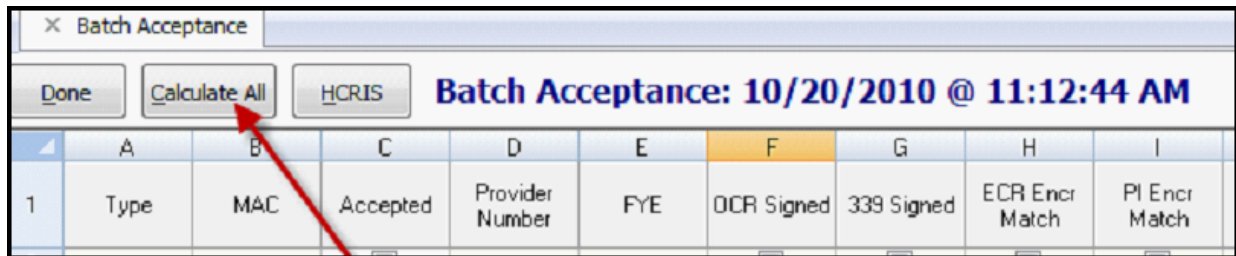 × Batch Acceptance
Done Calculate All HCRIS Batch Acceptance: 10/20/2010 @ 11:12:44 AM
A B C D E F G H I
1 Type MAC Accepted Provider Number FYE OCR Signed 339 Signed ECR Encr Match PI Encr Match